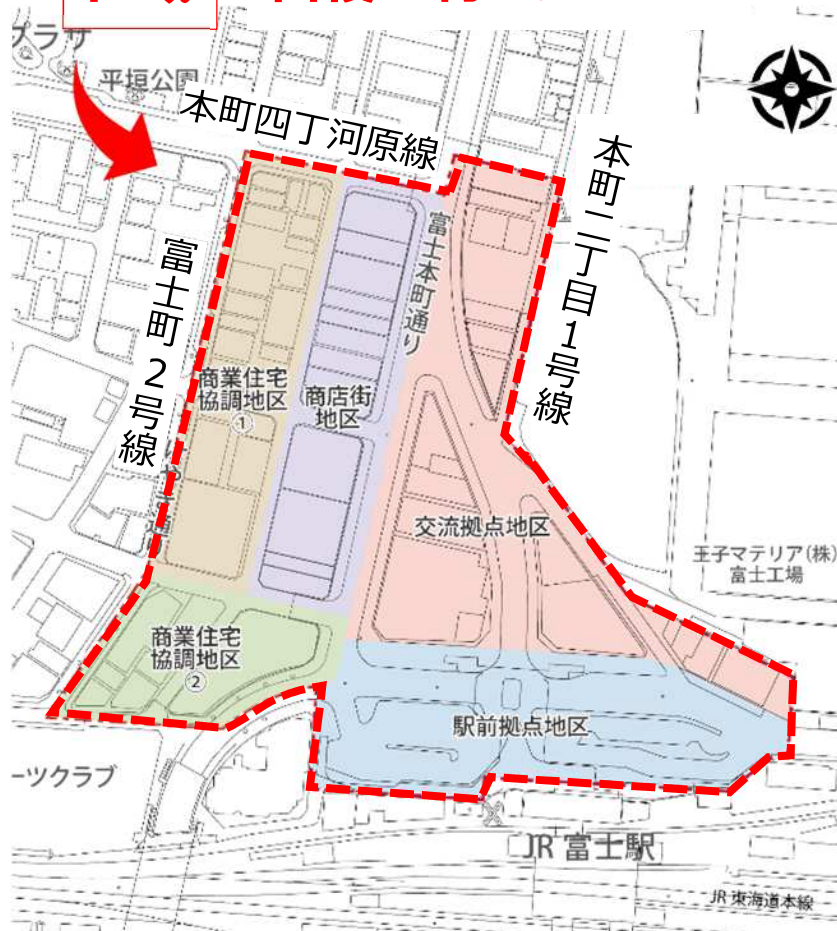 プラザ
平垣公園
本町四丁河原線
本町二丁目1号線
富士本町通り
富士町2号線
商業住宅
協調地区
①
商店街
地区
交流拠点地区
王子マテリア(株)
富士工場
商業住宅
協調地区
②
駅前拠点地区
ーツクラブ
JR 富士駅
JR 東海道本線